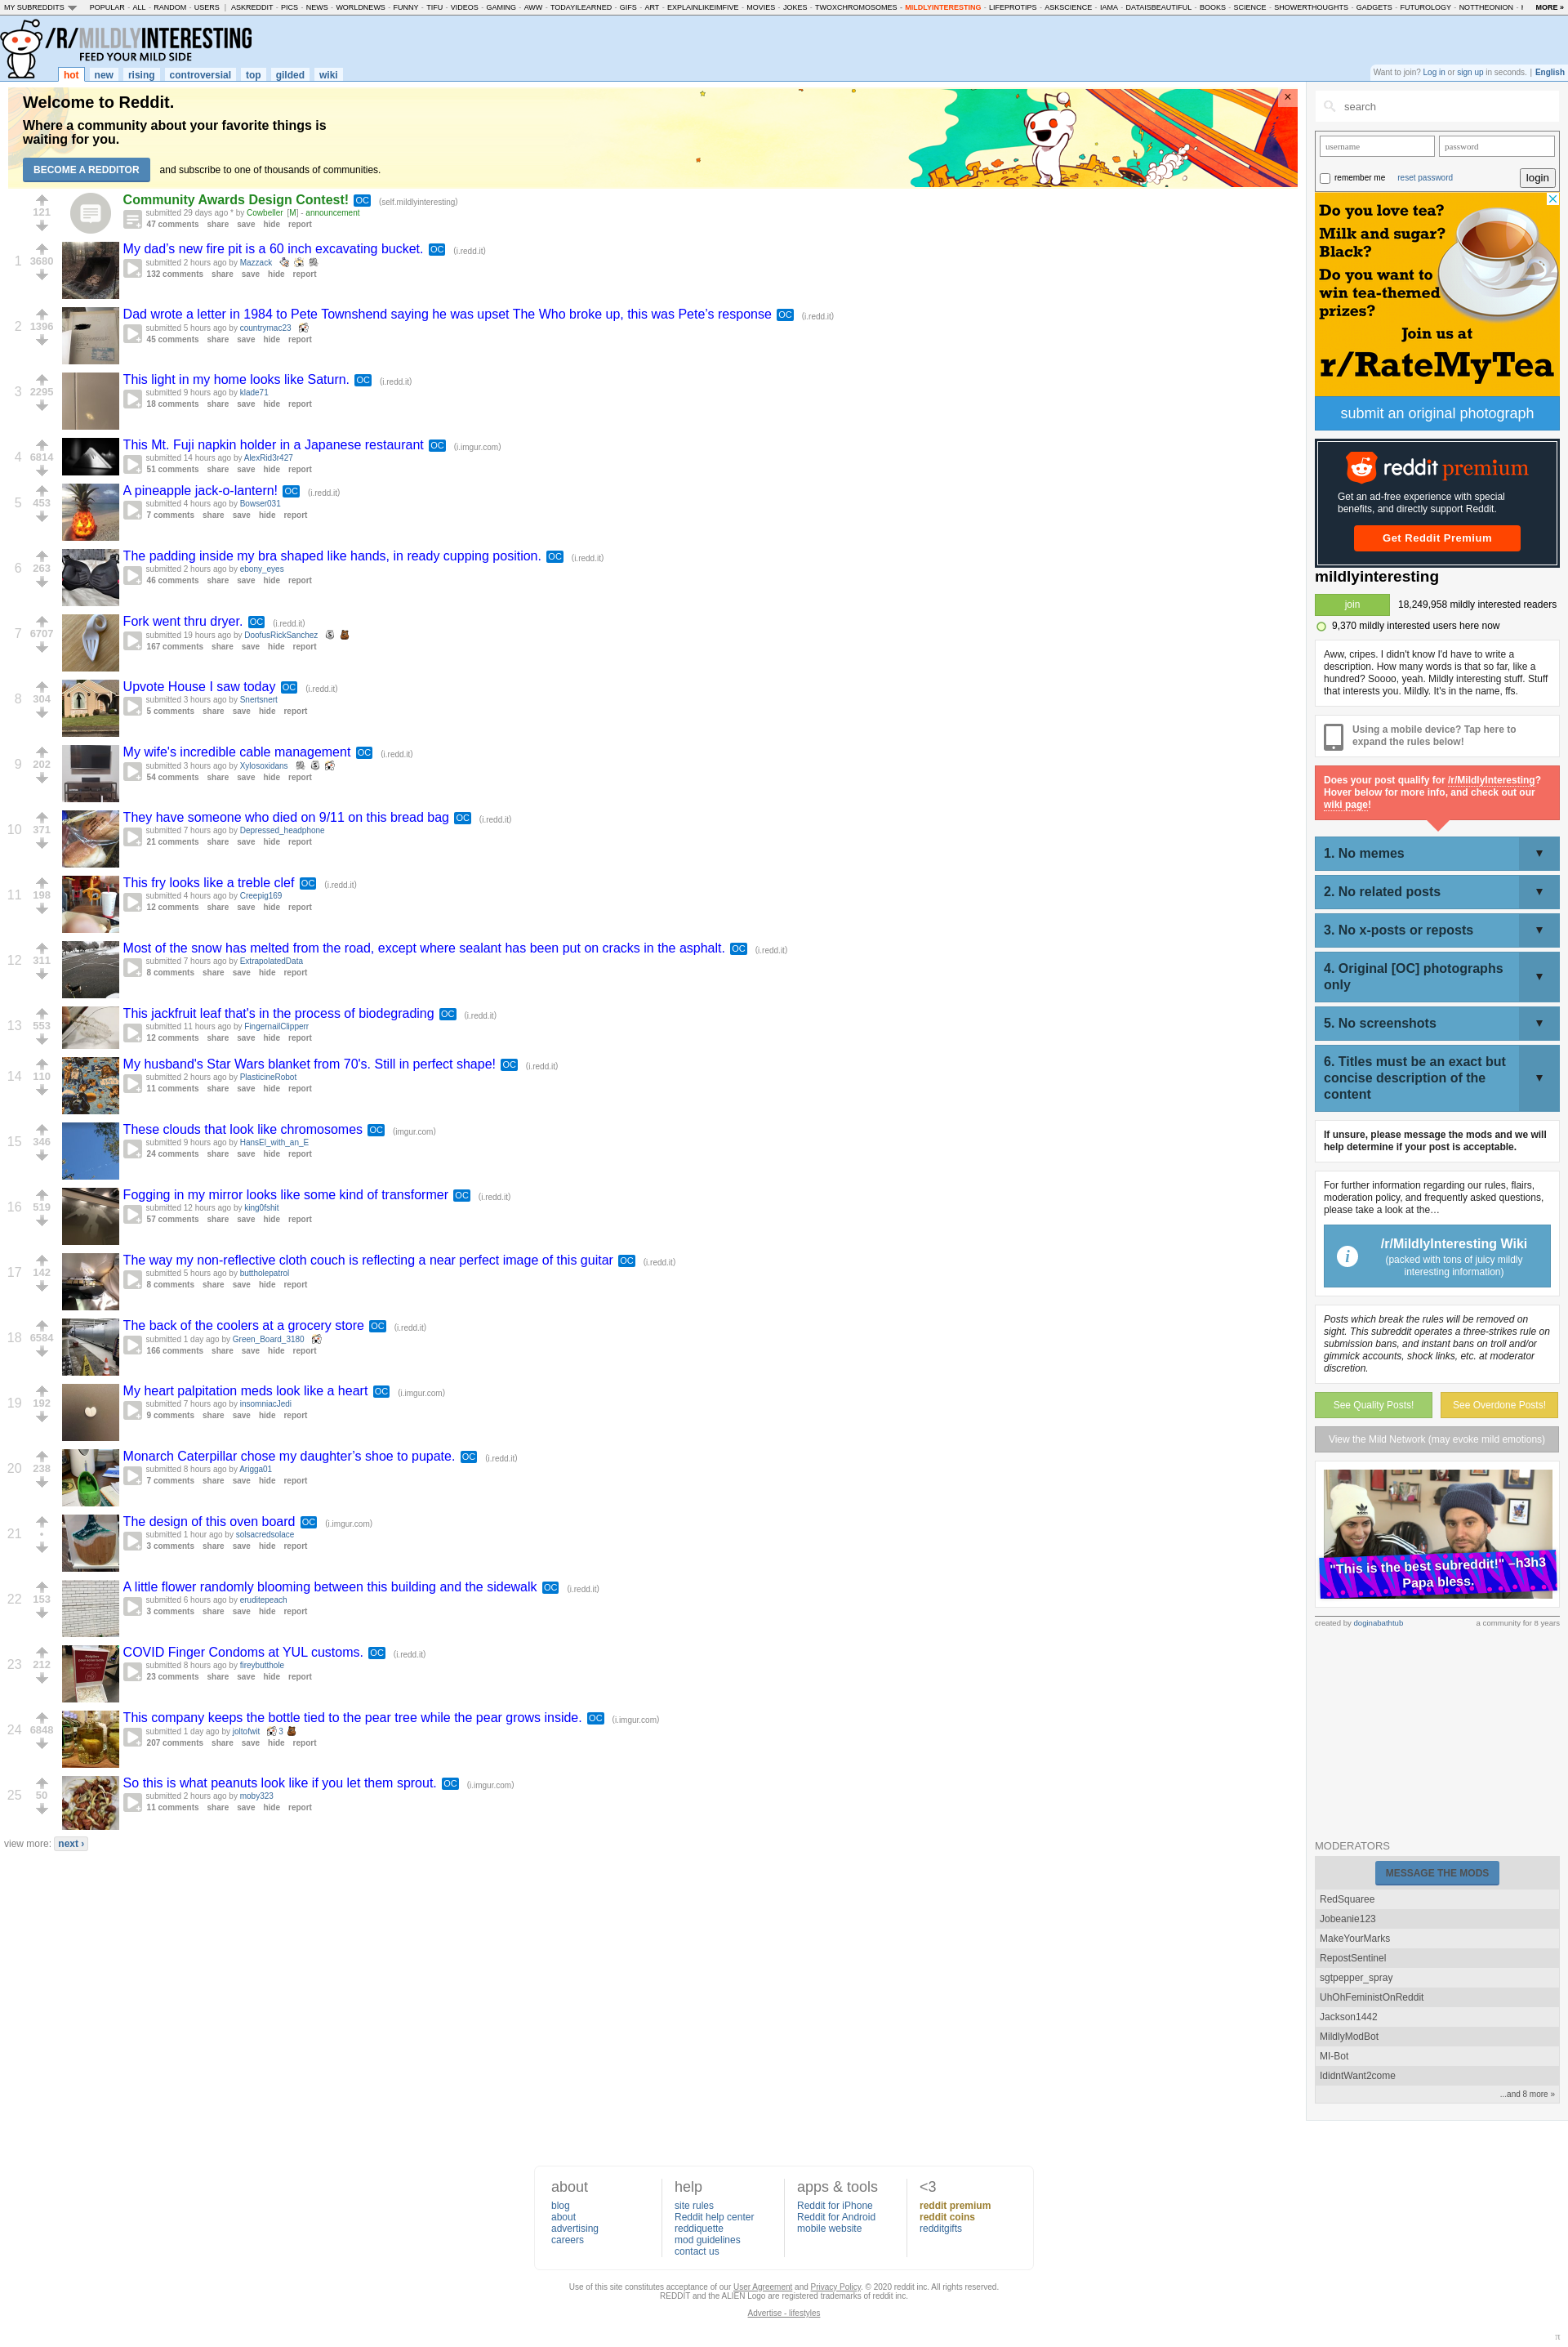 MY SUBREDDITS POPULAR - ALL - RANDOM - USERS | ASKREDDIT - PICS - NEWS - WORLDNEWS - FUNNY - TIFU - VIDEOS - GAMING - AWW - TODAYILEARNED - GIFS - ART - EXPLAINLIKEIMFIVE - MOVIES - JOKES - TWOXCHROMOSOMES - MILDLYINTERESTING - LIFEPROTIPS - ASKSCIENCE - IAMA - DATAISBEAUTIFUL - BOOKS - SCIENCE - SHOWERTHOUGHTS - GADGETS - FUTUROLOGY - NOTTHEONION - MORE »
/R/MILDLYINTERESTING
FEED YOUR MILD SIDE
hot new rising controversial top gilded wiki
Want to join? Log in or sign up in seconds. | English
Welcome to Reddit.
Where a community about your favorite things is
waiting for you.
BECOME A REDDITOR and subscribe to one of thousands of communities.
121
Community Awards Design Contest! OC (self.mildlyinteresting)
submitted 29 days ago * by Cowbeller [M] - announcement
47 comments share save hide report
1 3680
My dad's new fire pit is a 60 inch excavating bucket. OC (i.redd.it)
submitted 2 hours ago by Mazzack
132 comments share save hide report
2 1396
Dad wrote a letter in 1984 to Pete Townshend saying he was upset The Who broke up, this was Pete's response OC (i.redd.it)
submitted 5 hours ago by countrymac23
45 comments share save hide report
3 2295
This light in my home looks like Saturn. OC (i.redd.it)
submitted 9 hours ago by klade71
18 comments share save hide report
4 6814
This Mt. Fuji napkin holder in a Japanese restaurant OC (i.imgur.com)
submitted 14 hours ago by AlexRid3r427
51 comments share save hide report
5 453
A pineapple jack-o-lantern! OC (i.redd.it)
submitted 4 hours ago by Bowser031
7 comments share save hide report
6 263
The padding inside my bra shaped like hands, in ready cupping position. OC (i.redd.it)
submitted 2 hours ago by ebony_eyes
46 comments share save hide report
7 6707
Fork went thru dryer. OC (i.redd.it)
submitted 19 hours ago by DoofusRickSanchez
167 comments share save hide report
8 304
Upvote House I saw today OC (i.redd.it)
submitted 3 hours ago by Snertsnert
5 comments share save hide report
9 202
My wife's incredible cable management OC (i.redd.it)
submitted 3 hours ago by Xylosoxidans
54 comments share save hide report
10 371
They have someone who died on 9/11 on this bread bag OC (i.redd.it)
submitted 7 hours ago by Depressed_headphone
21 comments share save hide report
11 198
This fry looks like a treble clef OC (i.redd.it)
submitted 4 hours ago by Creepig169
12 comments share save hide report
12 311
Most of the snow has melted from the road, except where sealant has been put on cracks in the asphalt. OC (i.redd.it)
submitted 7 hours ago by ExtrapolatedData
8 comments share save hide report
13 553
This jackfruit leaf that's in the process of biodegrading OC (i.redd.it)
submitted 11 hours ago by FingernailClipperr
12 comments share save hide report
14 110
My husband's Star Wars blanket from 70's. Still in perfect shape! OC (i.redd.it)
submitted 2 hours ago by PlasticineRobot
11 comments share save hide report
15 346
These clouds that look like chromosomes OC (imgur.com)
submitted 9 hours ago by HansEl_with_an_E
24 comments share save hide report
16 519
Fogging in my mirror looks like some kind of transformer OC (i.redd.it)
submitted 12 hours ago by king0fshit
57 comments share save hide report
17 142
The way my non-reflective cloth couch is reflecting a near perfect image of this guitar OC (i.redd.it)
submitted 5 hours ago by buttholepatrol
8 comments share save hide report
18 6584
The back of the coolers at a grocery store OC (i.redd.it)
submitted 1 day ago by Green_Board_3180
166 comments share save hide report
19 192
My heart palpitation meds look like a heart OC (i.imgur.com)
submitted 7 hours ago by insomniacJedi
9 comments share save hide report
20 238
Monarch Caterpillar chose my daughter's shoe to pupate. OC (i.redd.it)
submitted 8 hours ago by Arigga01
7 comments share save hide report
21 •
The design of this oven board OC (i.imgur.com)
submitted 1 hour ago by solsacredsolace
3 comments share save hide report
22 153
A little flower randomly blooming between this building and the sidewalk OC (i.redd.it)
submitted 6 hours ago by eruditepeach
3 comments share save hide report
23 212
COVID Finger Condoms at YUL customs. OC (i.redd.it)
submitted 8 hours ago by fireybutthole
23 comments share save hide report
24 6848
This company keeps the bottle tied to the pear tree while the pear grows inside. OC (i.imgur.com)
submitted 1 day ago by joltofwit 3
207 comments share save hide report
25 50
So this is what peanuts look like if you let them sprout. OC (i.imgur.com)
submitted 2 hours ago by moby323
11 comments share save hide report
view more: next ›
search
username password
remember me reset password login
Do you love tea?
Milk and sugar?
Black?
Do you want to
win tea-themed
prizes?
Join us at
r/RateMyTea
submit an original photograph
reddit premium
Get an ad-free experience with special
benefits, and directly support Reddit.
Get Reddit Premium
mildlyinteresting
join 18,249,958 mildly interested readers
9,370 mildly interested users here now
Aww, cripes. I didn't know I'd have to write a
description. How many words is that so far, like a
hundred? Soooo, yeah. Mildly interesting stuff. Stuff
that interests you. Mildly. It's in the name, ffs.
Using a mobile device? Tap here to
expand the rules below!
Does your post qualify for /r/MildlyInteresting?
Hover below for more info, and check out our
wiki page!
1. No memes ▼
2. No related posts ▼
3. No x-posts or reposts ▼
4. Original [OC] photographs
only ▼
5. No screenshots ▼
6. Titles must be an exact but
concise description of the
content ▼
If unsure, please message the mods and we will
help determine if your post is acceptable.
For further information regarding our rules, flairs,
moderation policy, and frequently asked questions,
please take a look at the…
/r/MildlyInteresting Wiki
(packed with tons of juicy mildly
interesting information)
Posts which break the rules will be removed on
sight. This subreddit operates a three-strikes rule on
submission bans, and instant bans on troll and/or
gimmick accounts, shock links, etc. at moderator
discretion.
See Quality Posts! See Overdone Posts!
View the Mild Network (may evoke mild emotions)
"This is the best subreddit!" –h3h3
Papa bless.
created by doginabathtub a community for 8 years
MODERATORS
MESSAGE THE MODS
RedSquaree
Jobeanie123
MakeYourMarks
RepostSentinel
sgtpepper_spray
UhOhFeministOnReddit
Jackson1442
MildlyModBot
MI-Bot
IdidntWant2come
...and 8 more »
about
blog
about
advertising
careers
help
site rules
Reddit help center
reddiquette
mod guidelines
contact us
apps & tools
Reddit for iPhone
Reddit for Android
mobile website
<3
reddit premium
reddit coins
redditgifts
Use of this site constitutes acceptance of our User Agreement and Privacy Policy. © 2020 reddit inc. All rights reserved.
REDDIT and the ALIEN Logo are registered trademarks of reddit inc.
Advertise - lifestyles
π